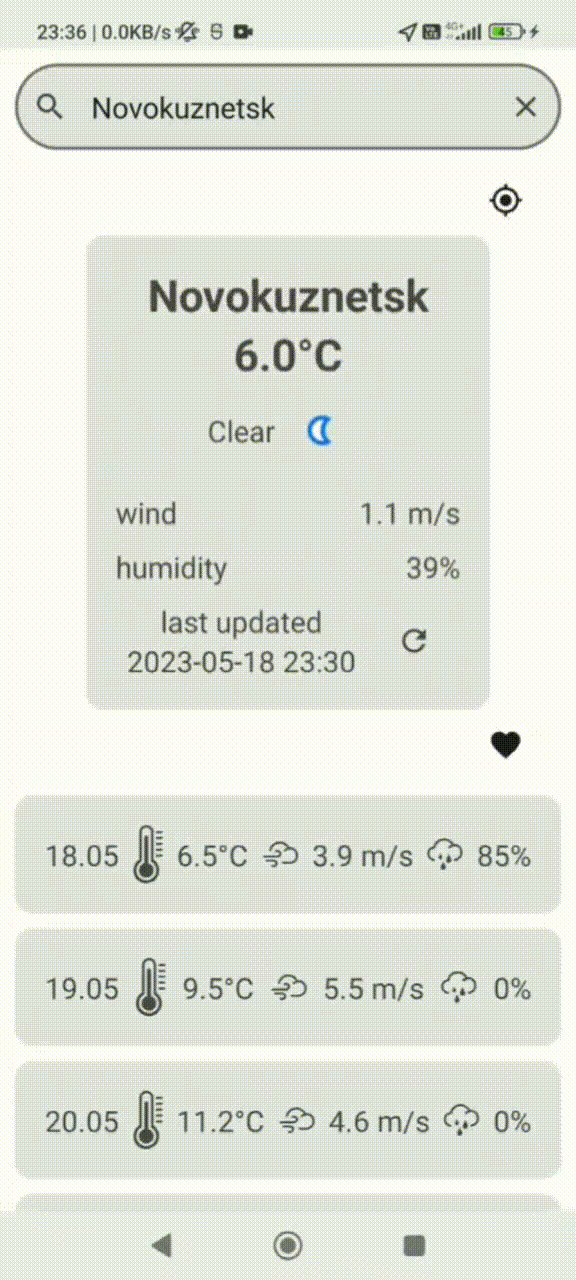 23:36 | 0.0KB/s
4G+
45
Novokuznetsk
Novokuznetsk
6.0°C
Clear
wind 1.1 m/s
humidity 39%
last updated
2023-05-18 23:30
18.05 6.5°C 3.9 m/s 85%
19.05 9.5°C 5.5 m/s 0%
20.05 11.2°C 4.6 m/s 0%